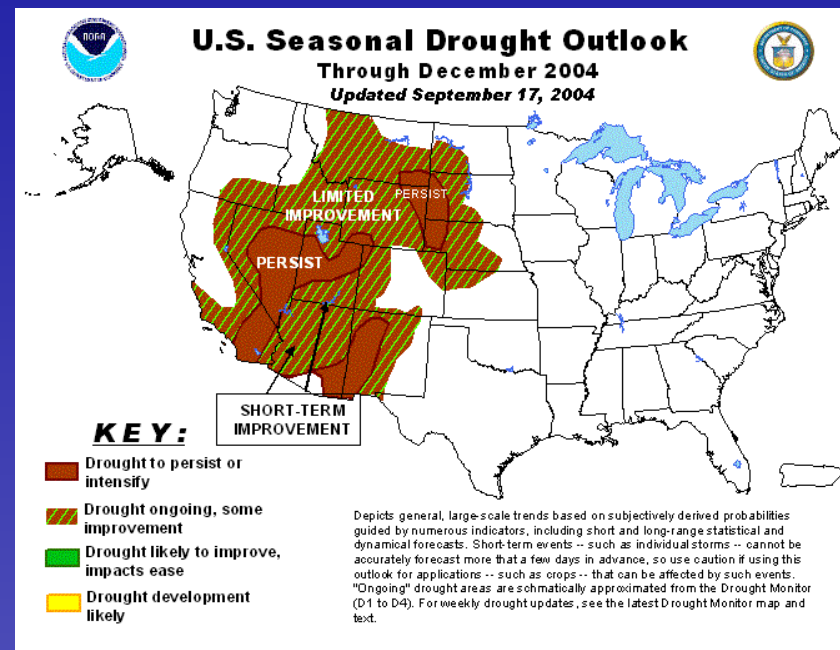 NOAA
U.S. Seasonal Drought Outlook
Through December 2004
Updated September 17, 2004
LIMITED
IMPROVEMENT
PERSIST
PERSIST
SHORT-TERM
IMPROVEMENT
KEY:
Drought to persist or
intensify
Drought ongoing, some
improvement
Drought likely to improve,
impacts ease
Drought development
likely
Depicts general, large-scale trends based on subjectively derived probabilities
guided by numerous indicators, including short and long-range statistical and
dynamical forecasts. Short-term events -- such as individual storms -- cannot be
accurately forecast more that a few days in advance, so use caution if using this
outlook for applications -- such as crops -- that can be affected by such events.
"Ongoing" drought areas are schmatically approximated from the Drought Monitor
(D1 to D4). For weekly drought updates, see the latest Drought Monitor map and
text.